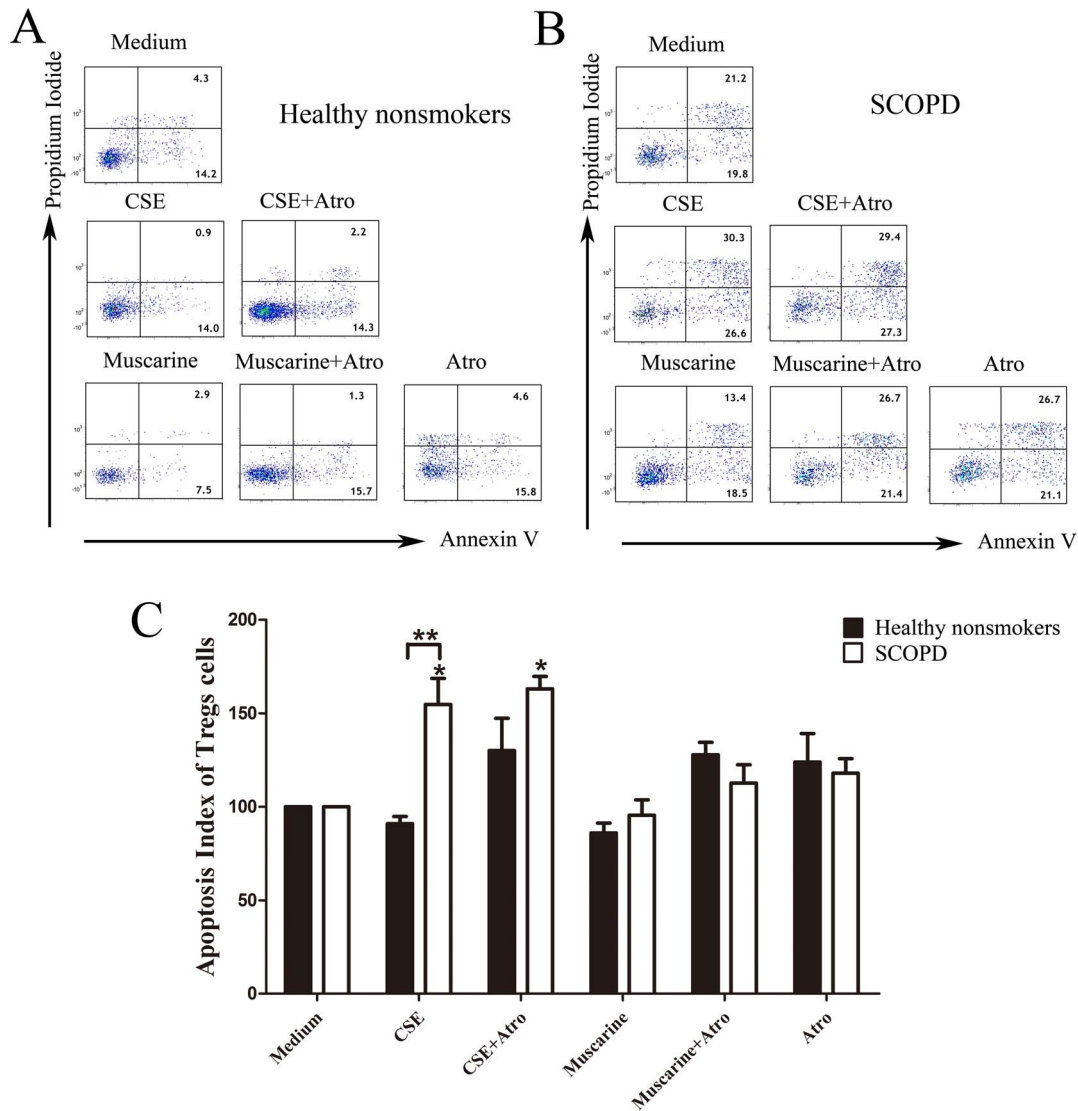 A
Medium
4.3
14.2
Healthy nonsmokers
CSE
0.9
14.0
CSE+Atro
2.2
14.3
Muscarine
2.9
7.5
Muscarine+Atro
1.3
15.7
Atro
4.6
15.8
Propidium Iodide
Annexin V
B
Medium
21.2
19.8
SCOPD
CSE
30.3
26.6
CSE+Atro
29.4
27.3
Muscarine
13.4
18.5
Muscarine+Atro
26.7
21.4
Atro
26.7
21.1
Propidium Iodide
Annexin V
C
Apoptosis Index of Tregs cells
200
150
100
50
0
**
*
*
Healthy nonsmokers
SCOPD
Medium
CSE
CSE+Atro
Muscarine
Muscarine+Atro
Atro